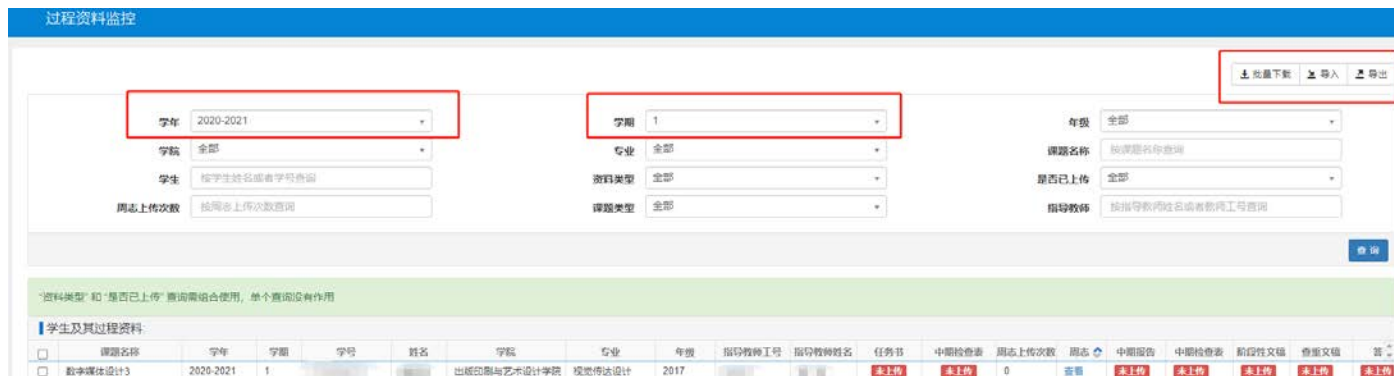 过程资料监控
批量下载 导入 导出
学年 2020-2021 学期 1 年级 全部
学院 全部 专业 全部 课题名称 按课题名称查询
学生 按学生姓名或者学号查询 资料类型 全部 是否已上传 全部
周志上传次数 按周志上传次数查询 课题类型 全部 指导教师 按指导教师姓名或者教师工号查询
查询
"资料类型" 和 "是否已上传" 查询需组合使用，单个查询没有作用
学生及其过程资料
课题名称 学年 学期 学号 姓名 学院 专业 年级 指导教师工号 指导教师姓名 任务书 中期检查表 周志上传次数 周志 中期报告 中期检查表 阶段性文稿 查重文稿 答
数字媒体设计3 2020-2021 1 出版印刷与艺术设计学院 视觉传达设计 2017 未上传 未上传 0 查看 未上传 未上传 未上传 未上传 未上传